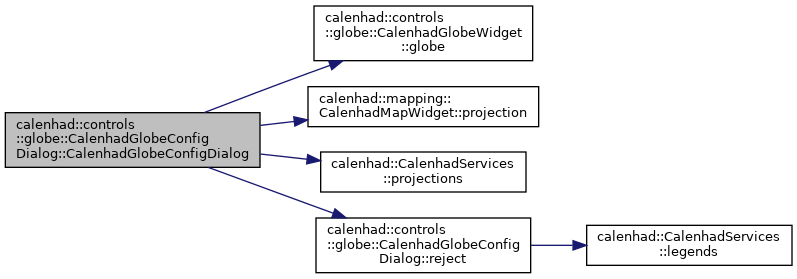 calenhad::controls
::globe::CalenhadGlobeWidget
::globe
calenhad::mapping::
CalenhadMapWidget::projection
calenhad::controls
::globe::CalenhadGlobeConfig
Dialog::CalenhadGlobeConfigDialog
calenhad::CalenhadServices
::projections
calenhad::controls
::globe::CalenhadGlobeConfig
Dialog::reject
calenhad::CalenhadServices
::legends